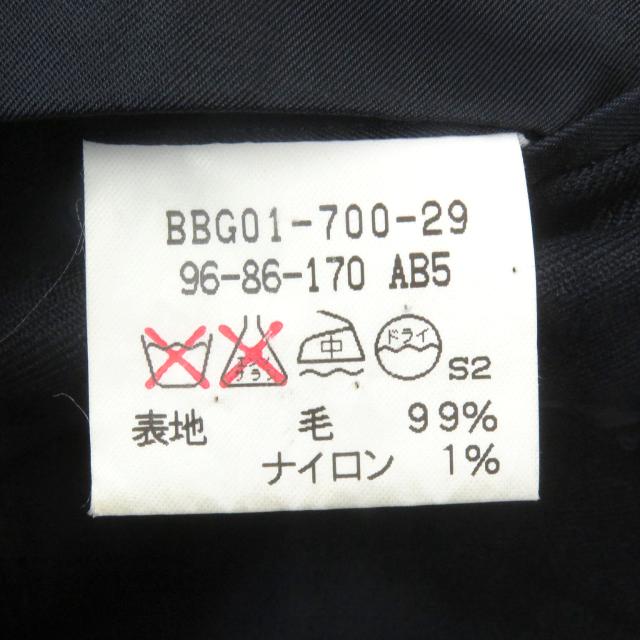 BBG01-700-29
96-86-170 AB5
中 ドライ S2
表地 毛 99%
ナイロン 1%